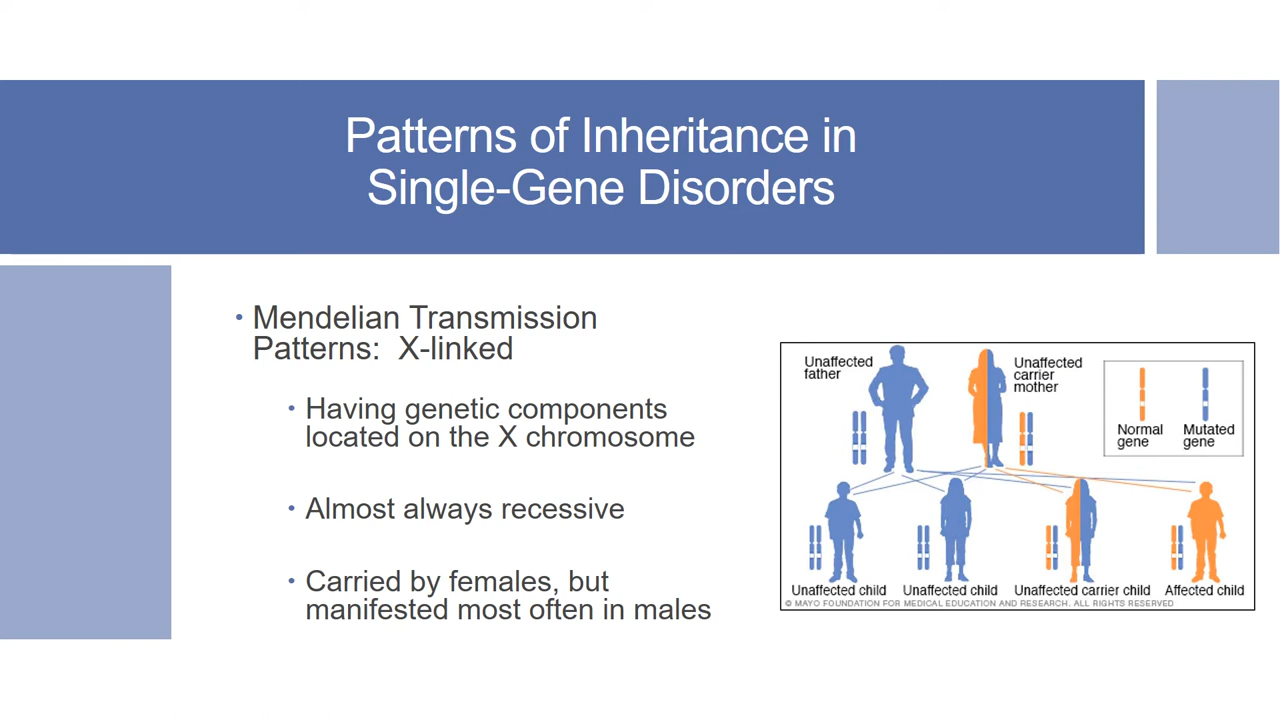 Patterns of Inheritance in
Single-Gene Disorders
• Mendelian Transmission
Patterns:  X-linked
• Having genetic components
located on the X chromosome
• Almost always recessive
• Carried by females, but
manifested most often in males
Unaffected
father
Unaffected
carrier
mother
Normal
gene
Mutated
gene
Unaffected child
Unaffected child
Unaffected carrier child
Affected child
© MAYO FOUNDATION FOR MEDICAL EDUCATION AND RESEARCH. ALL RIGHTS RESERVED